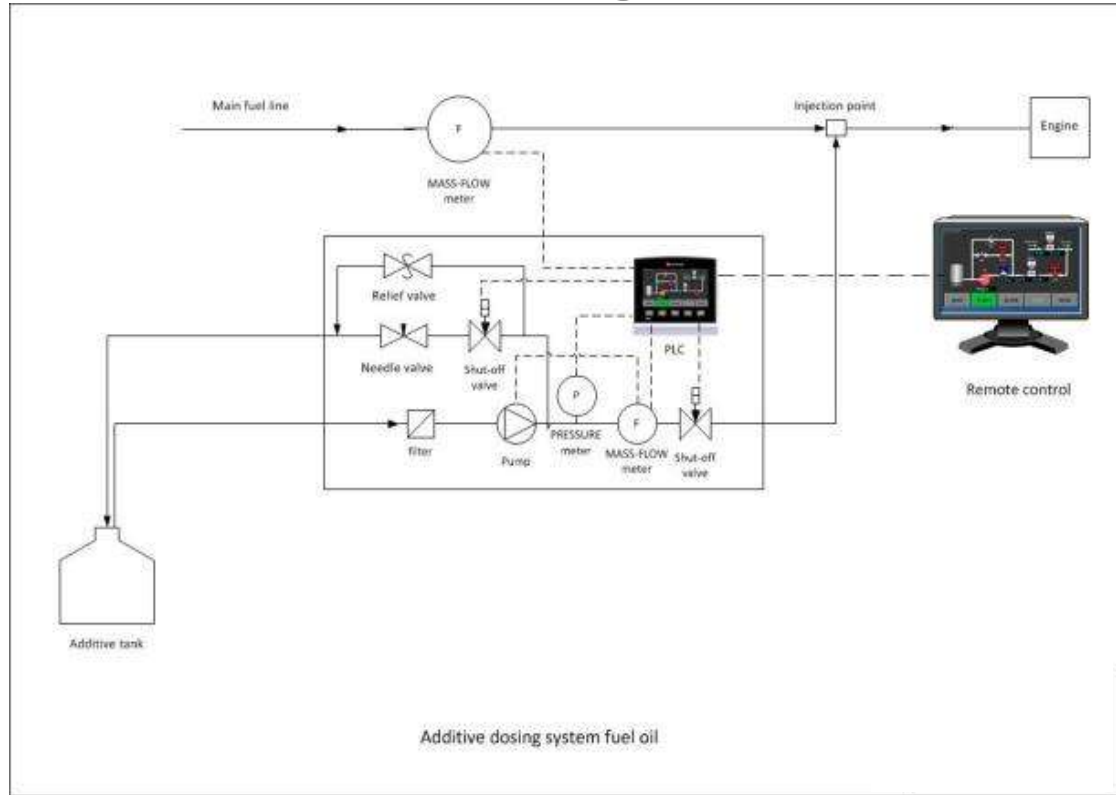 Main fuel line
Injection point
F
Engine
MASS-FLOW
meter
Relief valve
Needle valve
Shut-off
valve
PLC
Remote control
P
F
filter
Pump
PRESSURE
meter
MASS-FLOW
meter
Shut-off
valve
Additive tank
Additive dosing system fuel oil